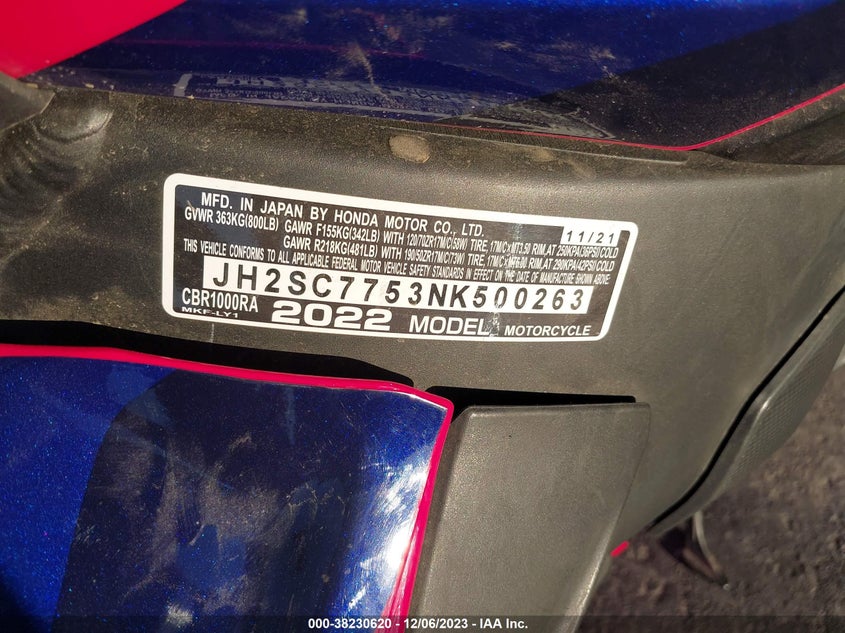 MFD. IN JAPAN BY HONDA MOTOR CO., LTD. 11/21
GVWR 363KG(800LB) GAWR F155KG(342LB) WITH 120/70ZR17M/C(58W) TIRE, 17M/C×MT3.50 RIM, AT 250KPA(36PSI)/COLD
GAWR R218KG(481LB) WITH 190/50ZR17M/C(73W) TIRE, 17M/C×MT6.00 RIM, AT 290KPA(42PSI)/COLD
THIS VEHICLE CONFORMS TO ALL APPLICABLE FEDERAL MOTOR VEHICLE SAFETY STANDARDS IN EFFECT ON THE DATE OF MANUFACTURE SHOWN ABOVE
JH2SC7753NK500263
CBR1000RA
MKF-LY1 2022 MODEL MOTORCYCLE
000-38230620 - 12/06/2023 - IAA Inc.